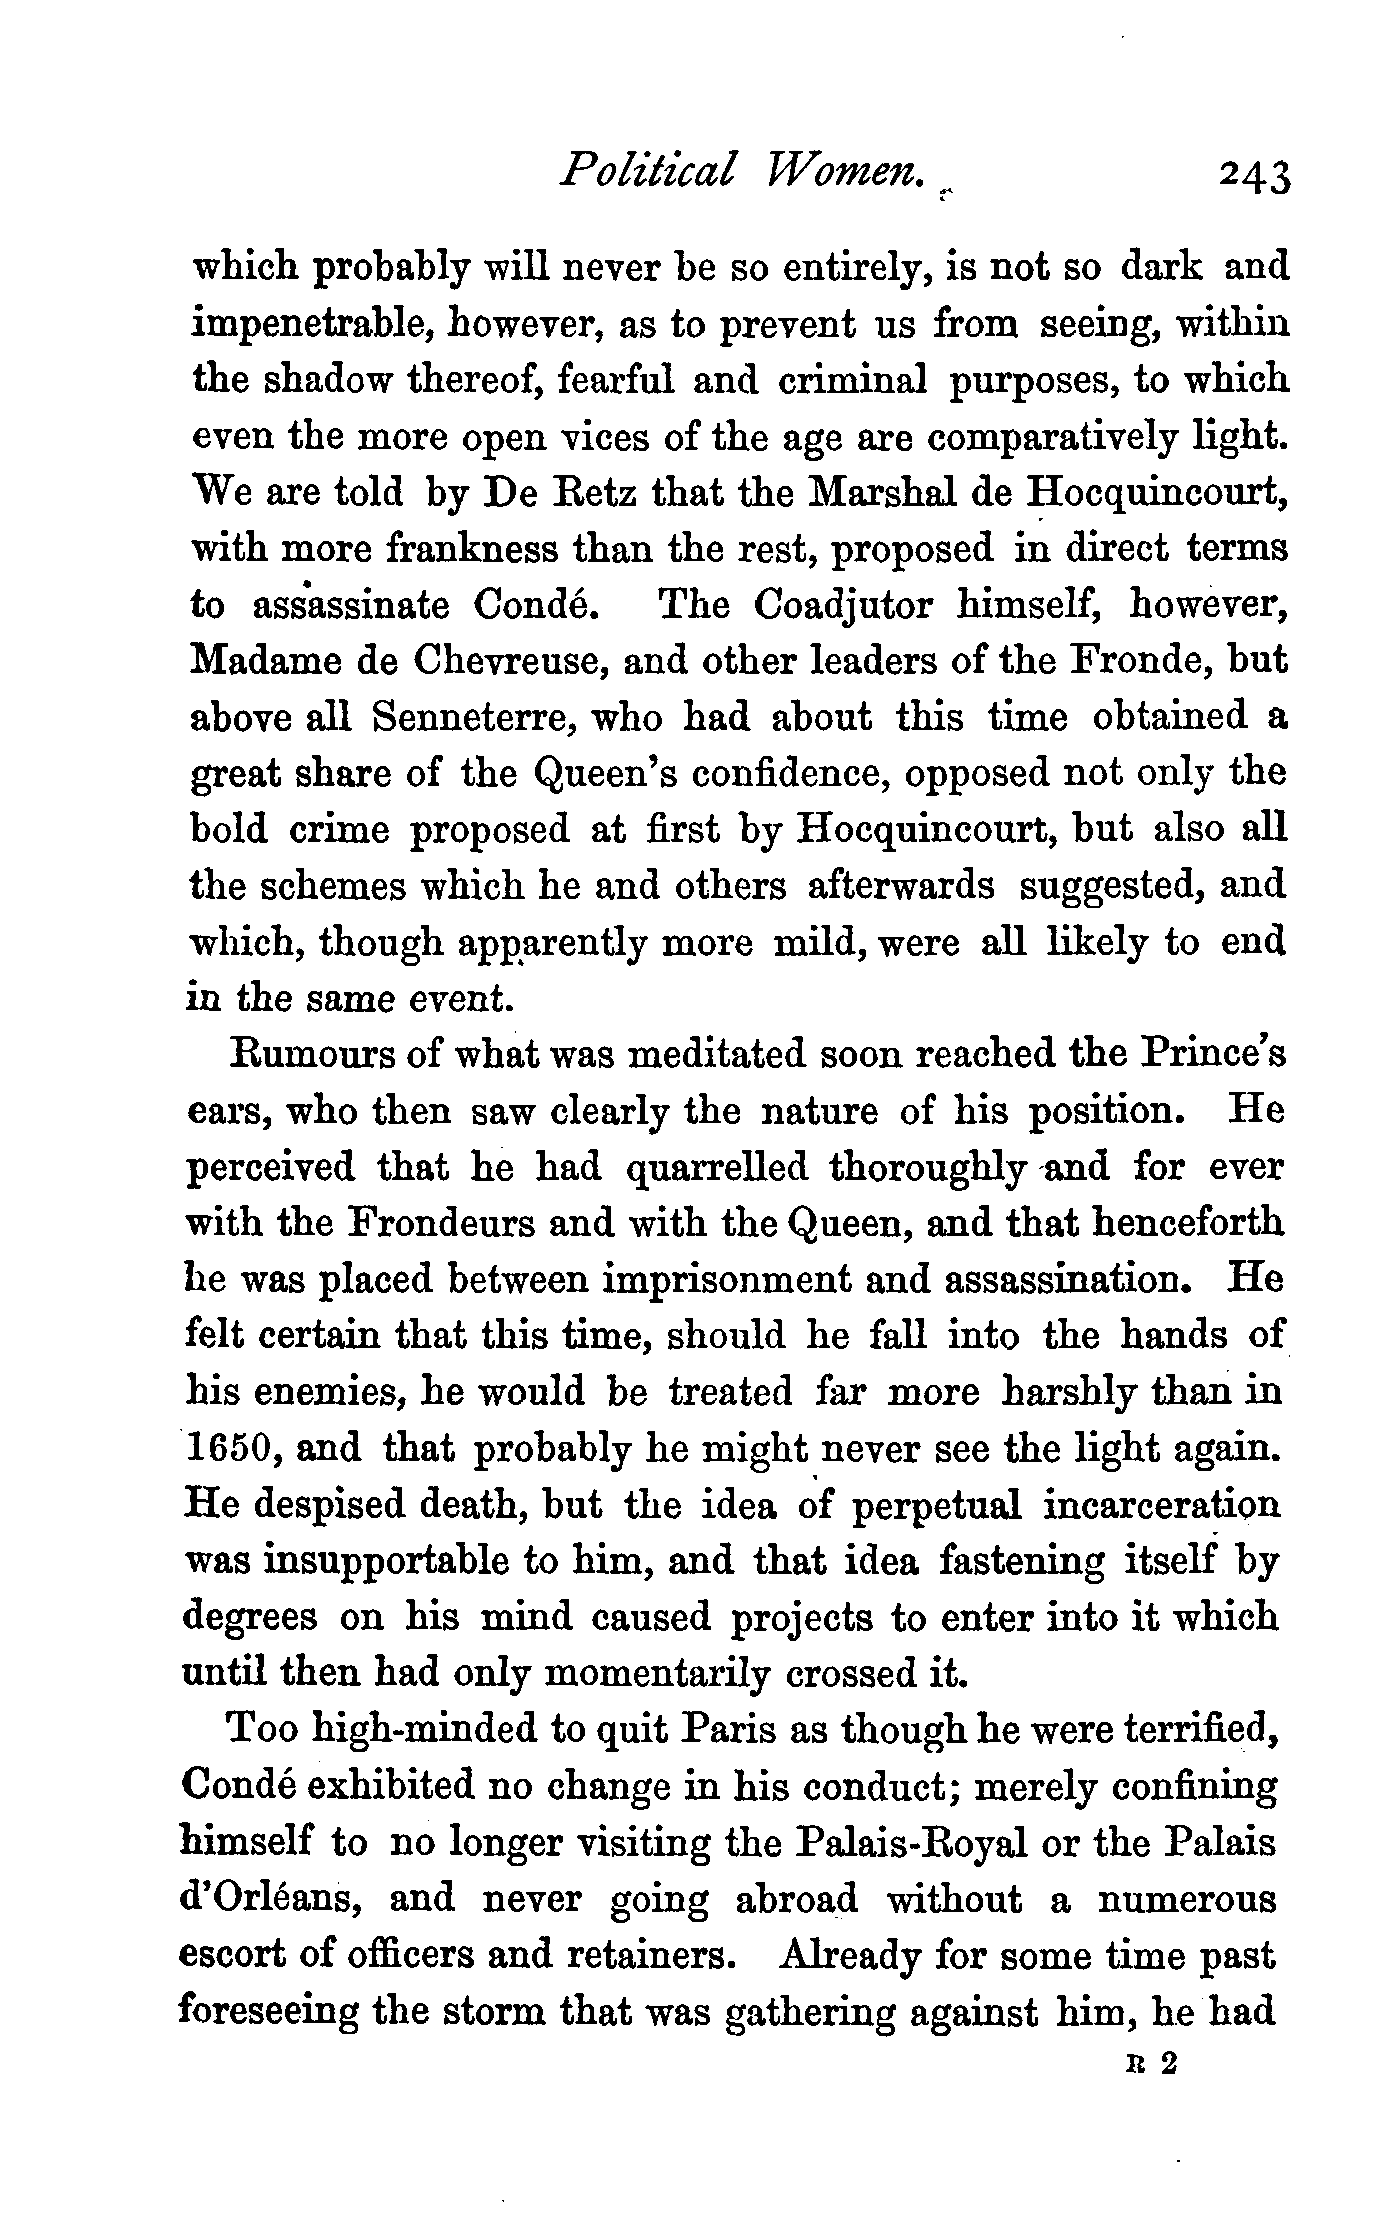 Political Women. 243
which probably will never be so entirely, is not so dark and
impenetrable, however, as to prevent us from seeing, within
the shadow thereof, fearful and criminal purposes, to which
even the more open vices of the age are comparatively light.
We are told by De Retz that the Marshal de Hocquincourt,
with more frankness than the rest, proposed in direct terms
to assassinate Condé. The Coadjutor himself, however,
Madame de Chevreuse, and other leaders of the Fronde, but
above all Senneterre, who had about this time obtained a
great share of the Queen's confidence, opposed not only the
bold crime proposed at first by Hocquincourt, but also all
the schemes which he and others afterwards suggested, and
which, though apparently more mild, were all likely to end
in the same event.
Rumours of what was meditated soon reached the Prince's
ears, who then saw clearly the nature of his position. He
perceived that he had quarrelled thoroughly and for ever
with the Frondeurs and with the Queen, and that henceforth
he was placed between imprisonment and assassination. He
felt certain that this time, should he fall into the hands of
his enemies, he would be treated far more harshly than in
1650, and that probably he might never see the light again.
He despised death, but the idea of perpetual incarceration
was insupportable to him, and that idea fastening itself by
degrees on his mind caused projects to enter into it which
until then had only momentarily crossed it.
Too high-minded to quit Paris as though he were terrified,
Condé exhibited no change in his conduct; merely confining
himself to no longer visiting the Palais-Royal or the Palais
d'Orléans, and never going abroad without a numerous
escort of officers and retainers. Already for some time past
foreseeing the storm that was gathering against him, he had
R 2